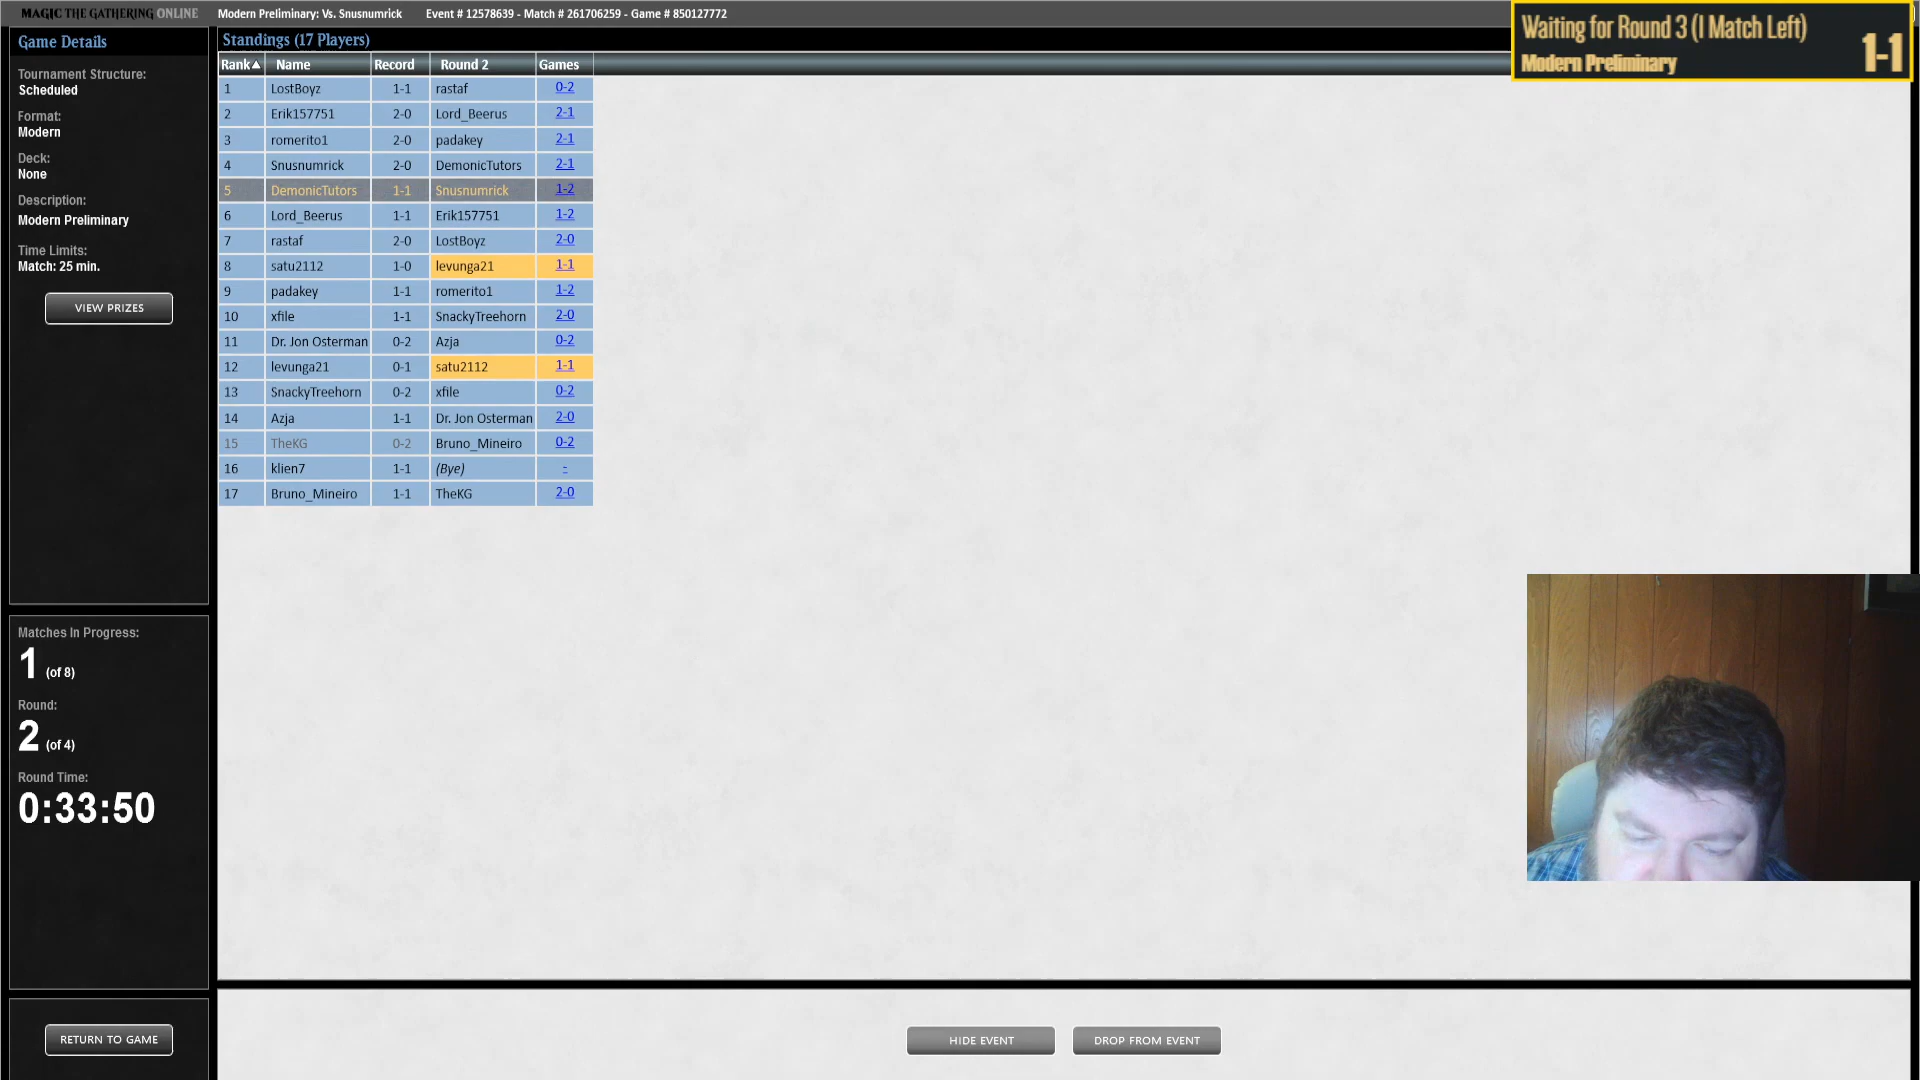 MAGIC THE GATHERING ONLINE
Modern Preliminary: Vs. Snusnumrick Event # 12578639 - Match # 261706259 - Game # 850127772
Waiting for Round 3 (1 Match Left)
Modern Preliminary
1-1
Game Details
Tournament Structure:
Scheduled
Format:
Modern
Deck:
None
Description:
Modern Preliminary
Time Limits:
Match: 25 min.
VIEW PRIZES
Matches In Progress:
1 (of 8)
Round:
2 (of 4)
Round Time:
0:33:50
RETURN TO GAME
Standings (17 Players)
Rank Name Record Round 2 Games
1 LostBoyz 1-1 rastaf 0-2
2 Erik157751 2-0 Lord_Beerus 2-1
3 romerito1 2-0 padakey 2-1
4 Snusnumrick 2-0 DemonicTutors 2-1
5 DemonicTutors 1-1 Snusnumrick 1-2
6 Lord_Beerus 1-1 Erik157751 1-2
7 rastaf 2-0 LostBoyz 2-0
8 satu2112 1-0 levunga21 1-1
9 padakey 1-1 romerito1 1-2
10 xfile 1-1 SnackyTreehorn 2-0
11 Dr. Jon Osterman 0-2 Azja 0-2
12 levunga21 0-1 satu2112 1-1
13 SnackyTreehorn 0-2 xfile 0-2
14 Azja 1-1 Dr. Jon Osterman 2-0
15 TheKG 0-2 Bruno_Mineiro 0-2
16 klien7 1-1 (Bye) -
17 Bruno_Mineiro 1-1 TheKG 2-0
HIDE EVENT
DROP FROM EVENT